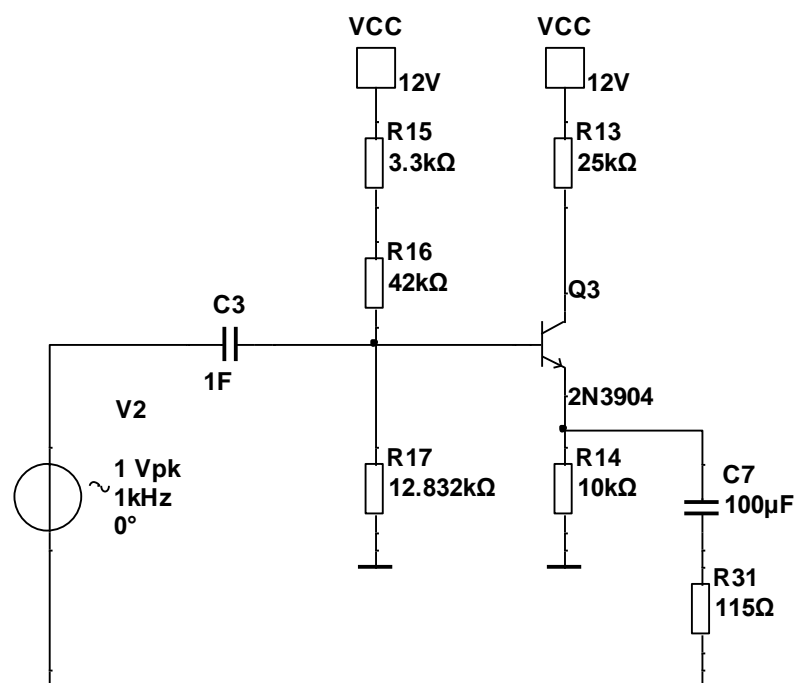 VCC
12V
VCC
12V
R15
3.3kΩ
R13
25kΩ
R16
42kΩ
Q3
C3
1F
2N3904
V2
1 Vpk
1kHz
0°
R17
12.832kΩ
R14
10kΩ
C7
100µF
R31
115Ω